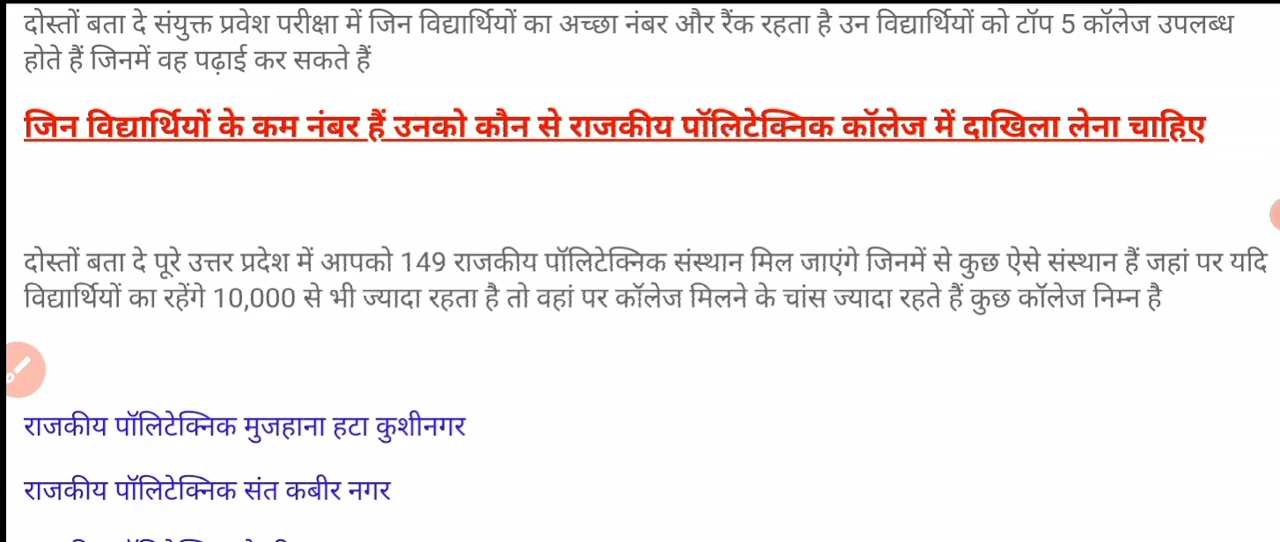 दोस्तों बता दे संयुक्त प्रवेश परीक्षा में जिन विद्यार्थियों का अच्छा नंबर और रैंक रहता है उन विद्यार्थियों को टॉप 5 कॉलेज उपलब्ध
होते हैं जिनमें वह पढ़ाई कर सकते हैं
जिन विद्यार्थियों के कम नंबर हैं उनको कौन से राजकीय पॉलिटेक्निक कॉलेज में दाखिला लेना चाहिए
दोस्तों बता दे पूरे उत्तर प्रदेश में आपको 149 राजकीय पॉलिटेक्निक संस्थान मिल जाएंगे जिनमें से कुछ ऐसे संस्थान हैं जहां पर यदि
विद्यार्थियों का रहेंगे 10,000 से भी ज्यादा रहता है तो वहां पर कॉलेज मिलने के चांस ज्यादा रहते हैं कुछ कॉलेज निम्न है
राजकीय पॉलिटेक्निक मुजहाना हटा कुशीनगर
राजकीय पॉलिटेक्निक संत कबीर नगर